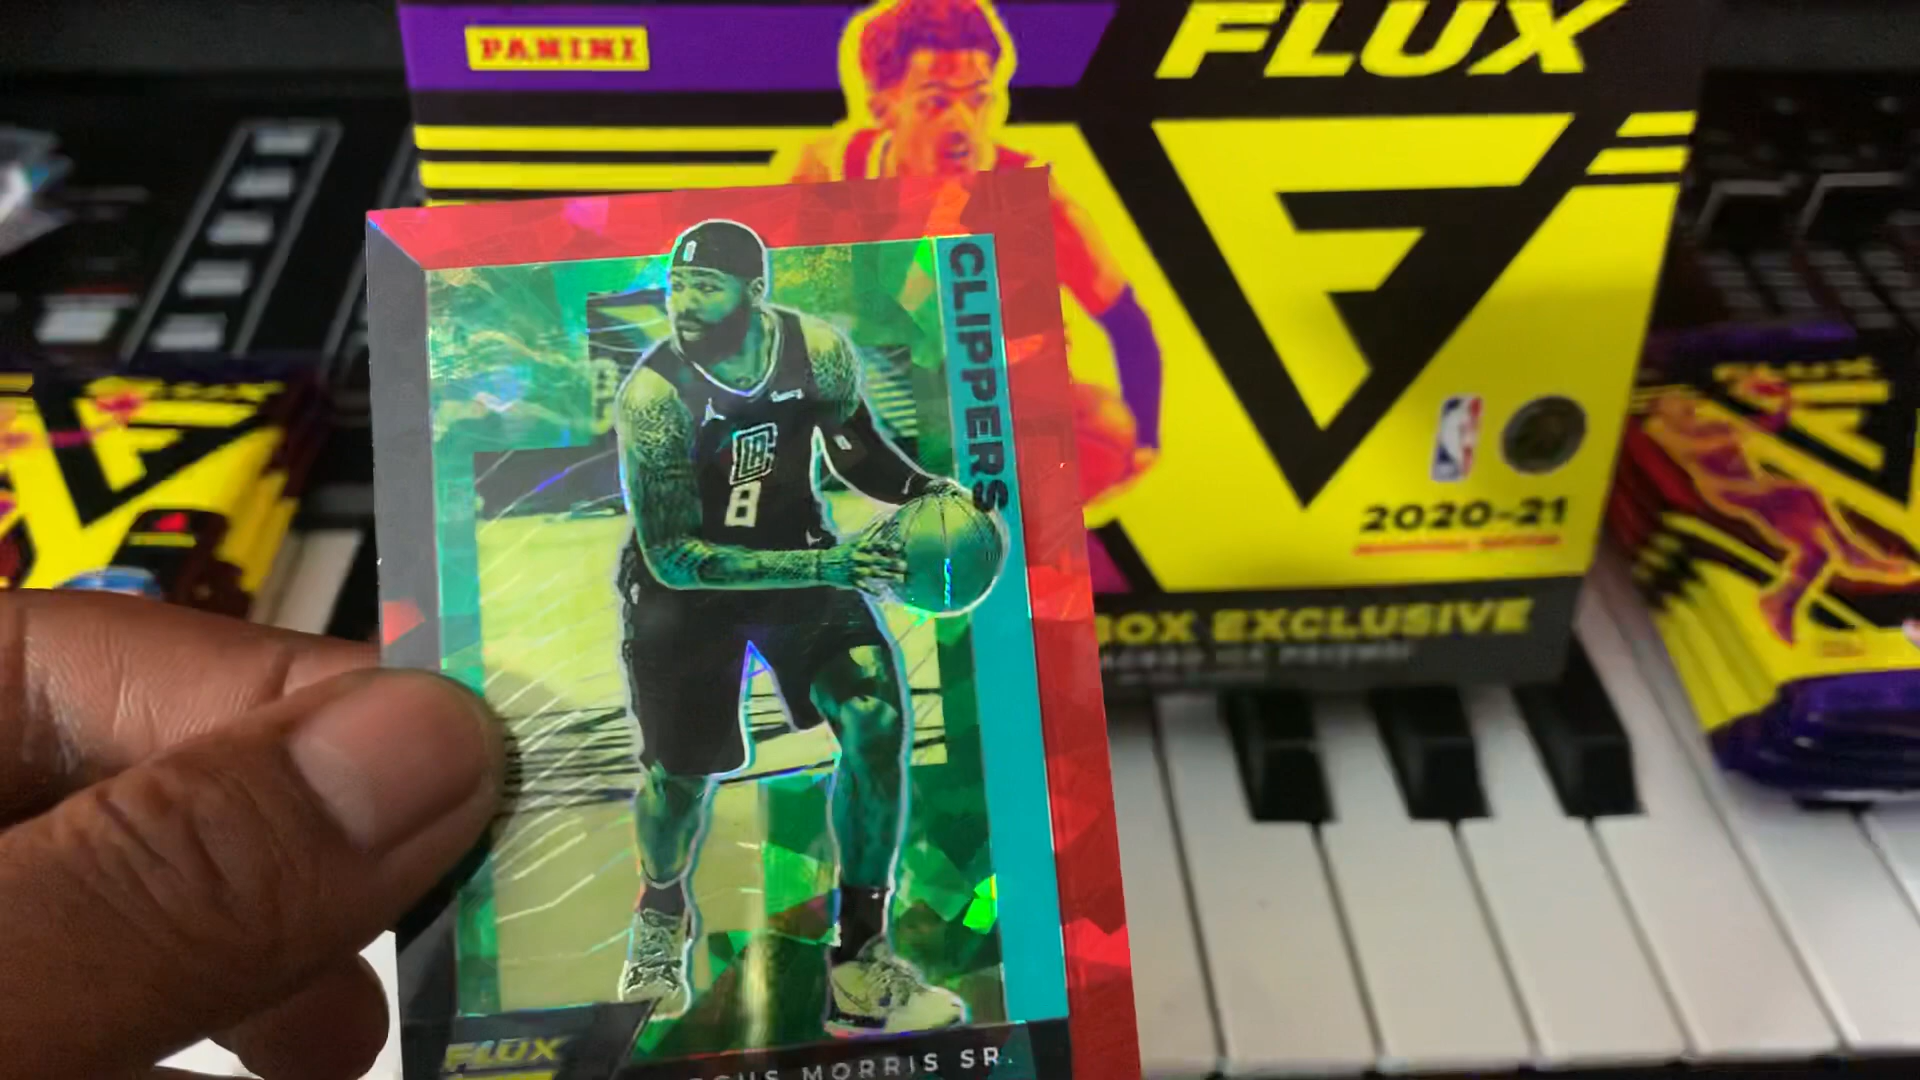 PANINI
FLUX
CLIPPERS
8
2020-21
BOX EXCLUSIVE
FLUX
MORRIS SR.